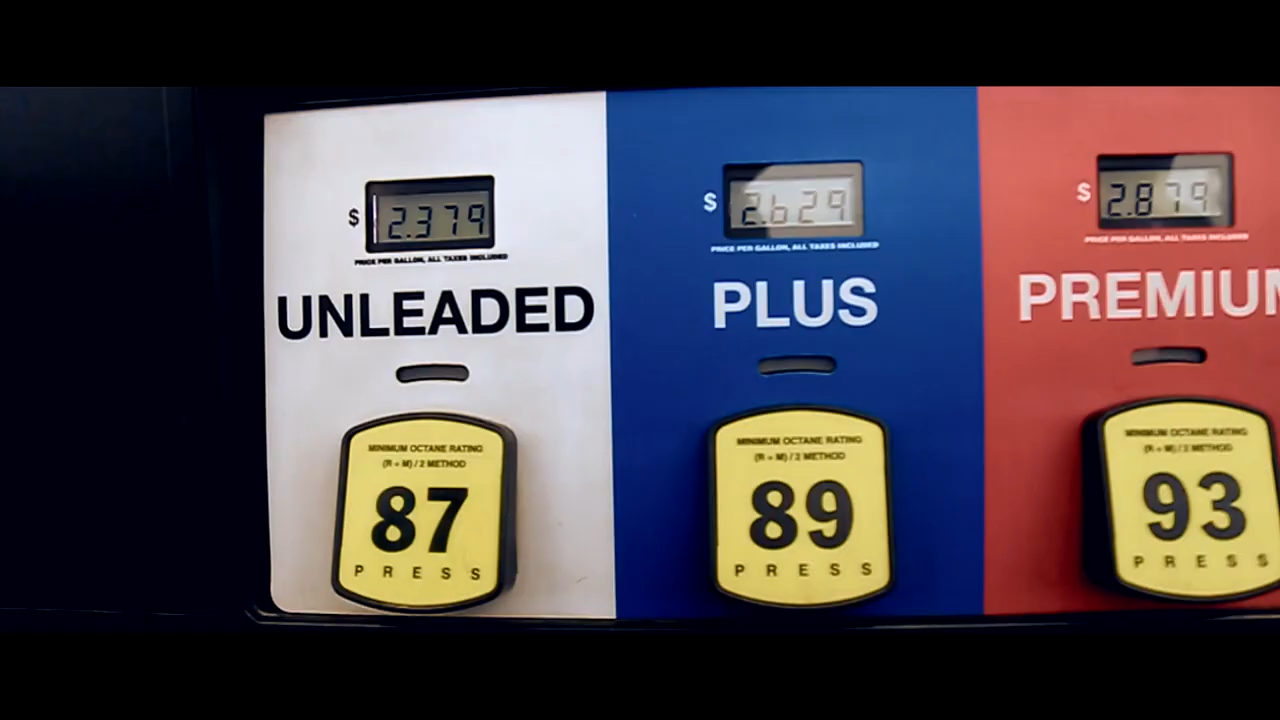 $ 2.379
PRICE PER GALLON, ALL TAXES INCLUDED
UNLEADED
MINIMUM OCTANE RATING
(R + M) / 2 METHOD
87
PRESS
$ 2.629
PRICE PER GALLON, ALL TAXES INCLUDED
PLUS
MINIMUM OCTANE RATING
(R + M) / 2 METHOD
89
PRESS
$ 2.879
PRICE PER GALLON, ALL TAXES INCLUDED
PREMIUM
MINIMUM OCTANE RATING
(R + M) / 2 METHOD
93
PRESS